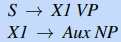 S → X1 VP
X1 → Aux NP